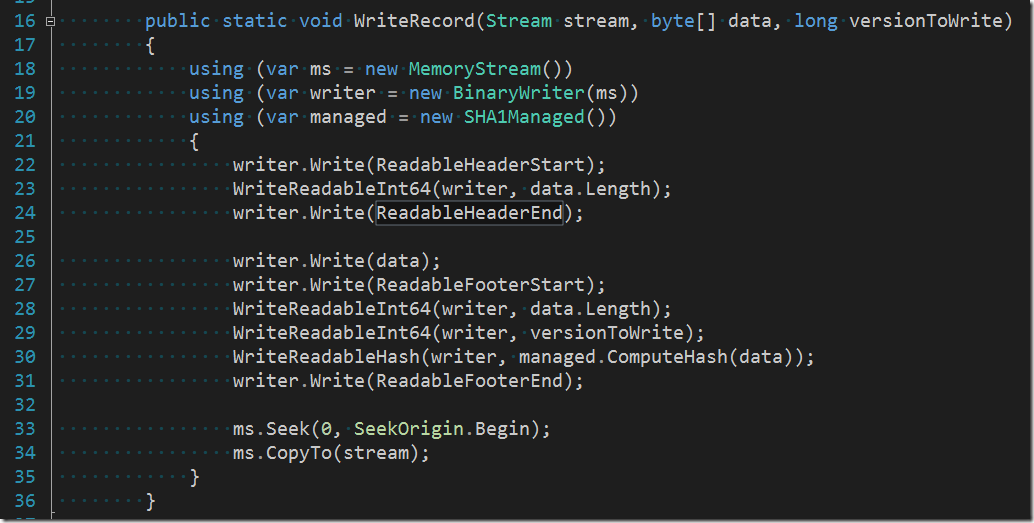 16 public static void WriteRecord(Stream stream, byte[] data, long versionToWrite)
17 {
18 using (var ms = new MemoryStream())
19 using (var writer = new BinaryWriter(ms))
20 using (var managed = new SHA1Managed())
21 {
22 writer.Write(ReadableHeaderStart);
23 WriteReadableInt64(writer, data.Length);
24 writer.Write(ReadableHeaderEnd);
25
26 writer.Write(data);
27 writer.Write(ReadableFooterStart);
28 WriteReadableInt64(writer, data.Length);
29 WriteReadableInt64(writer, versionToWrite);
30 WriteReadableHash(writer, managed.ComputeHash(data));
31 writer.Write(ReadableFooterEnd);
32
33 ms.Seek(0, SeekOrigin.Begin);
34 ms.CopyTo(stream);
35 }
36 }